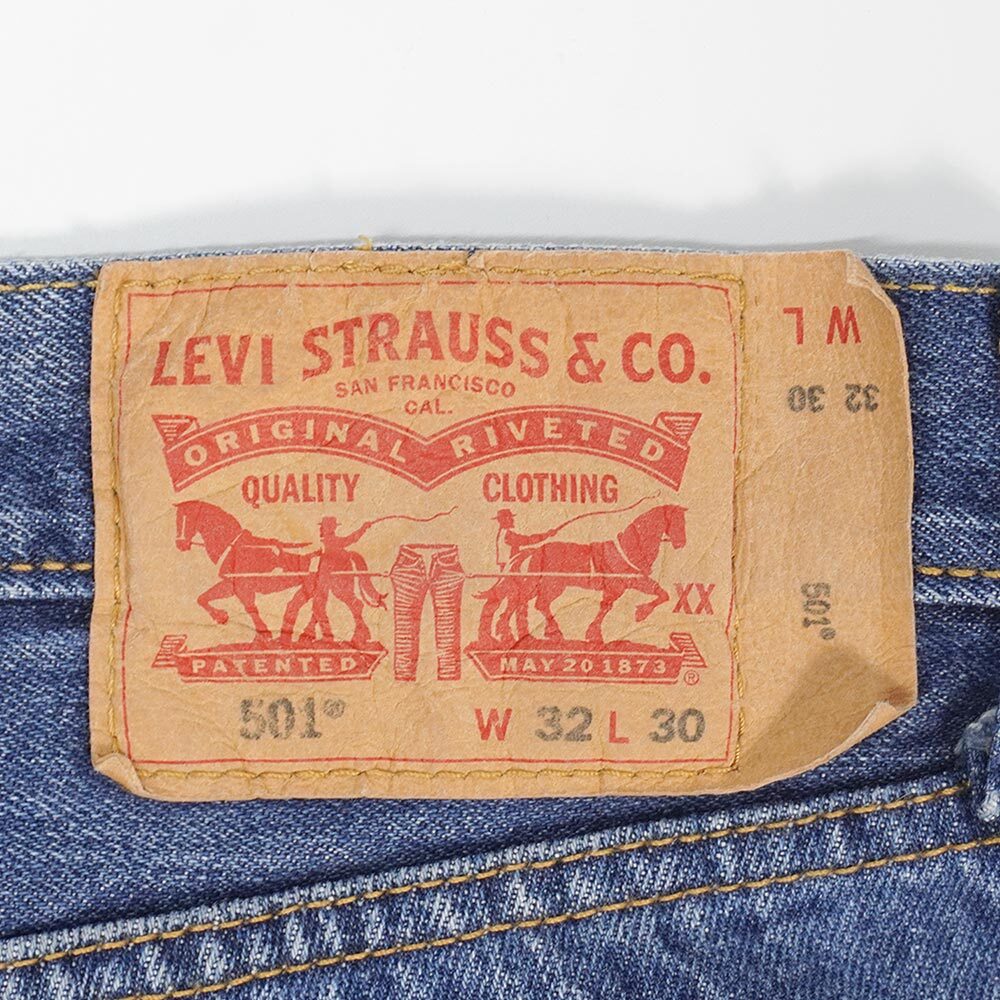 LEVI STRAUSS & CO.
SAN FRANCISCO
CAL.
ORIGINAL RIVETED
QUALITY CLOTHING
XX
PATENTED MAY 20 1873 ®
501® W 32 L 30
W L
32 30
501®